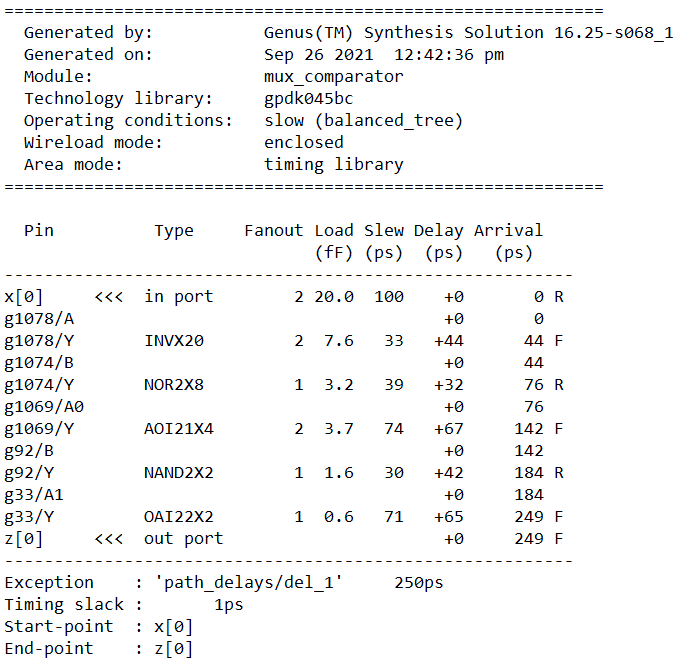 ============================================================
  Generated by:           Genus(TM) Synthesis Solution 16.25-s068_1
  Generated on:           Sep 26 2021  12:42:36 pm
  Module:                 mux_comparator
  Technology library:     gpdk045bc
  Operating conditions:   slow (balanced_tree)
  Wireload mode:          enclosed
  Area mode:              timing library
============================================================
  Pin          Type     Fanout Load Slew Delay Arrival
                               (fF) (ps)  (ps)   (ps)
---------------------------------------------------------
x[0]     <<<  in port        2 20.0  100    +0       0 R
g1078/A                                     +0       0
g1078/Y       INVX20         2  7.6   33   +44      44 F
g1074/B                                     +0      44
g1074/Y       NOR2X8         1  3.2   39   +32      76 R
g1069/A0                                    +0      76
g1069/Y       AOI21X4        2  3.7   74   +67     142 F
g92/B                                       +0     142
g92/Y         NAND2X2        1  1.6   30   +42     184 R
g33/A1                                      +0     184
g33/Y         OAI22X2        1  0.6   71   +65     249 F
z[0]     <<<  out port                      +0     249 F
---------------------------------------------------------
Exception    : 'path_delays/del_1'     250ps
Timing slack :       1ps
Start-point  : x[0]
End-point    : z[0]